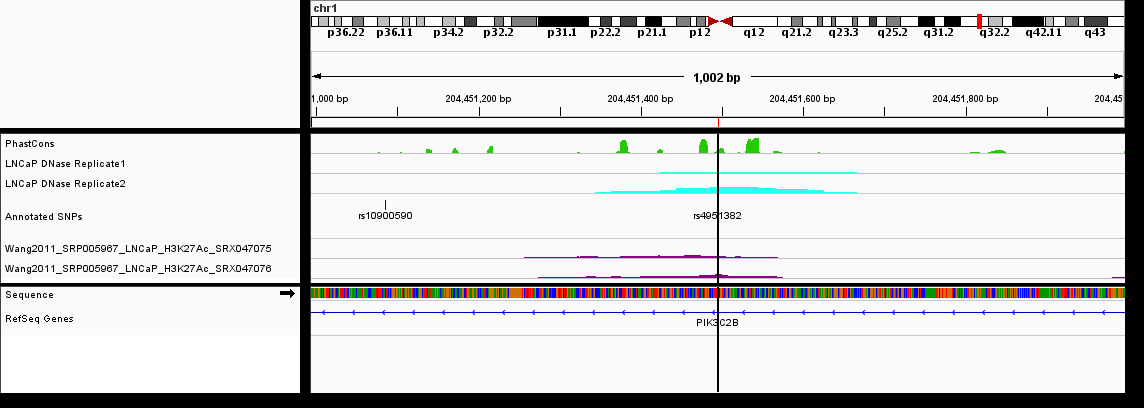 chr1
p36.22 p36.11 p34.2 p32.2 p31.1 p22.2 p21.1 p12 q12 q21.2 q23.3 q25.2 q31.2 q32.2 q42.11 q43
1,002 bp
1,000 bp 204,451,200 bp 204,451,400 bp 204,451,600 bp 204,451,800 bp 204,45
PhastCons
LNCaP DNase Replicate1
LNCaP DNase Replicate2
Annotated SNPs rs10900590 rs4951382
Wang2011_SRP005967_LNCaP_H3K27Ac_SRX047075
Wang2011_SRP005967_LNCaP_H3K27Ac_SRX047076
Sequence
RefSeq Genes
PIK3C2B